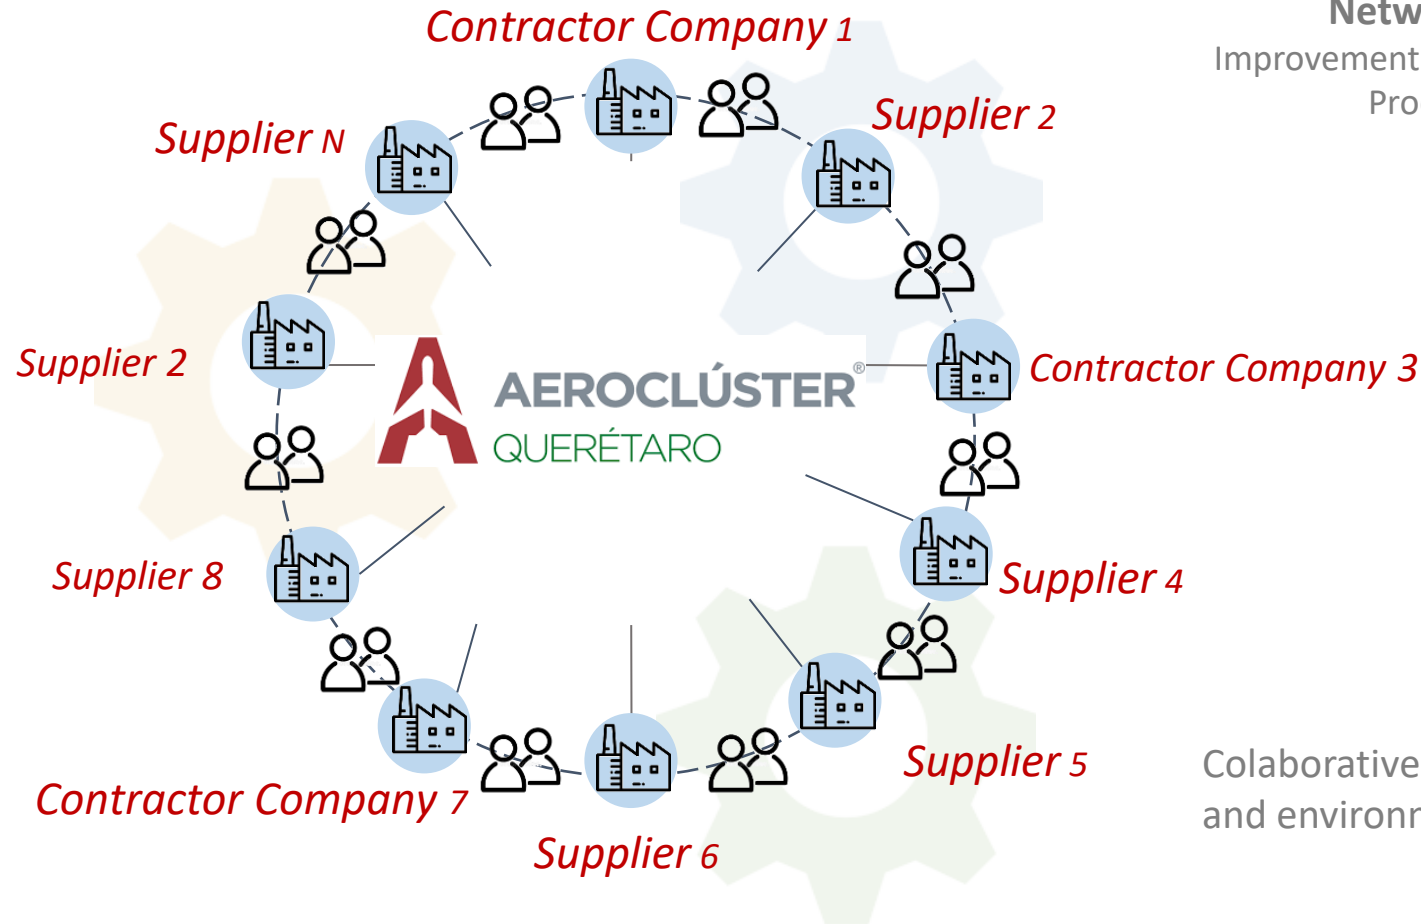 Contractor Company 1
Netw
Improvement
Pro
Supplier 2
Supplier N
Supplier 2
AEROCLÚSTER®
QUERÉTARO
Contractor Company 3
Supplier 8
Supplier 4
Supplier 5
Contractor Company 7
Supplier 6
Colaborative
and environ